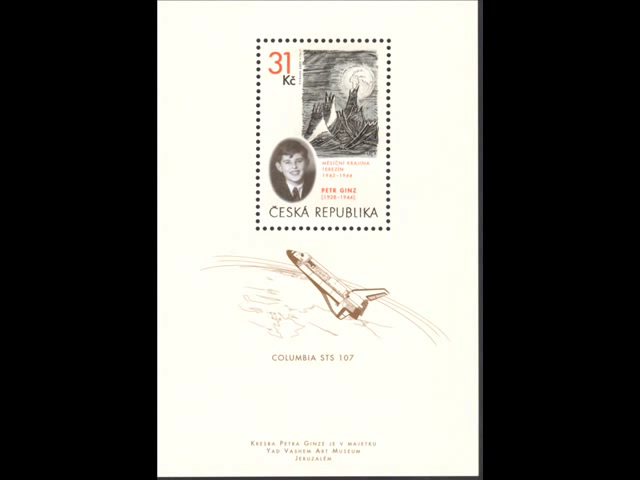 31
Kč
MĚSÍČNÍ KRAJINA
TEREZÍN
1942–1944
PETR GINZ
(1928–1944)
ČESKÁ REPUBLIKA
COLUMBIA STS 107
KRESBA PETRA GINZE JE V MAJETKU
YAD VASHEM ART MUSEUM
JERUZALÉM